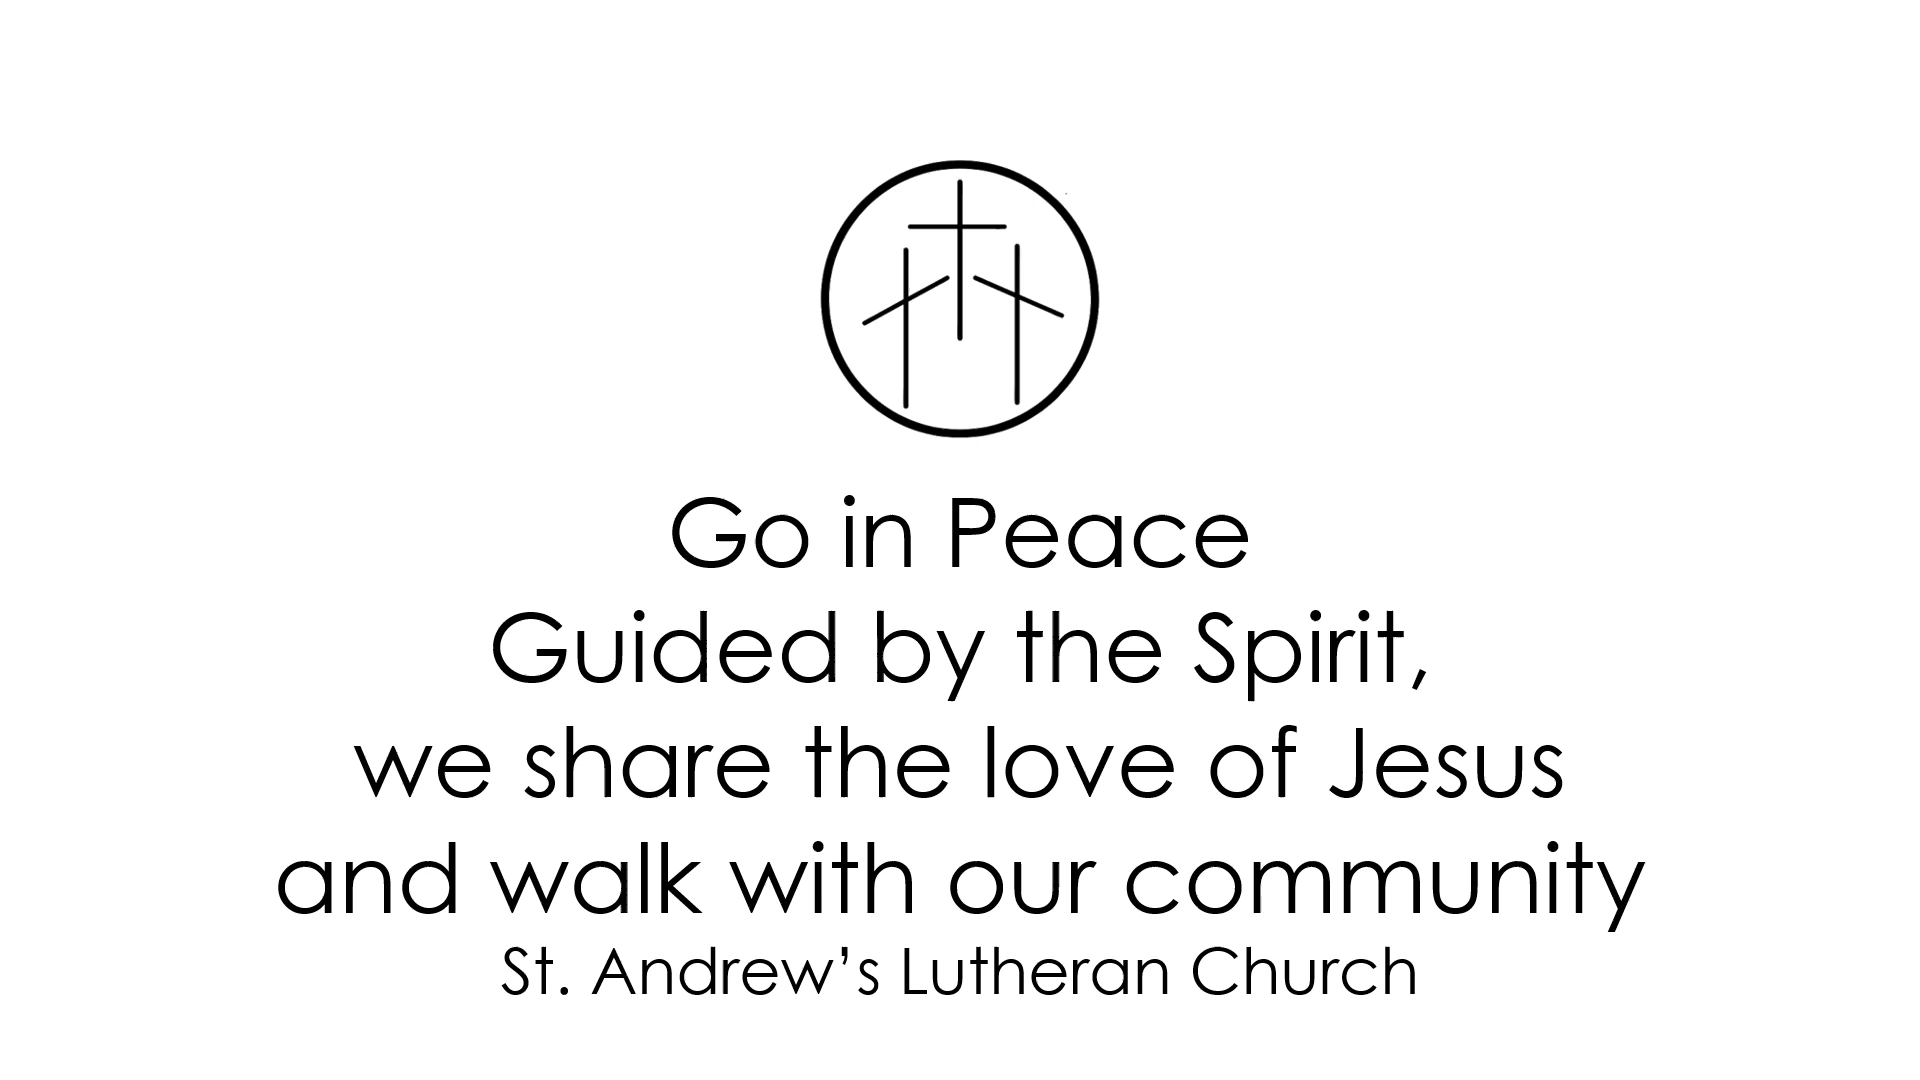 Go in Peace
Guided by the Spirit,
we share the love of Jesus
and walk with our community
St. Andrew’s Lutheran Church